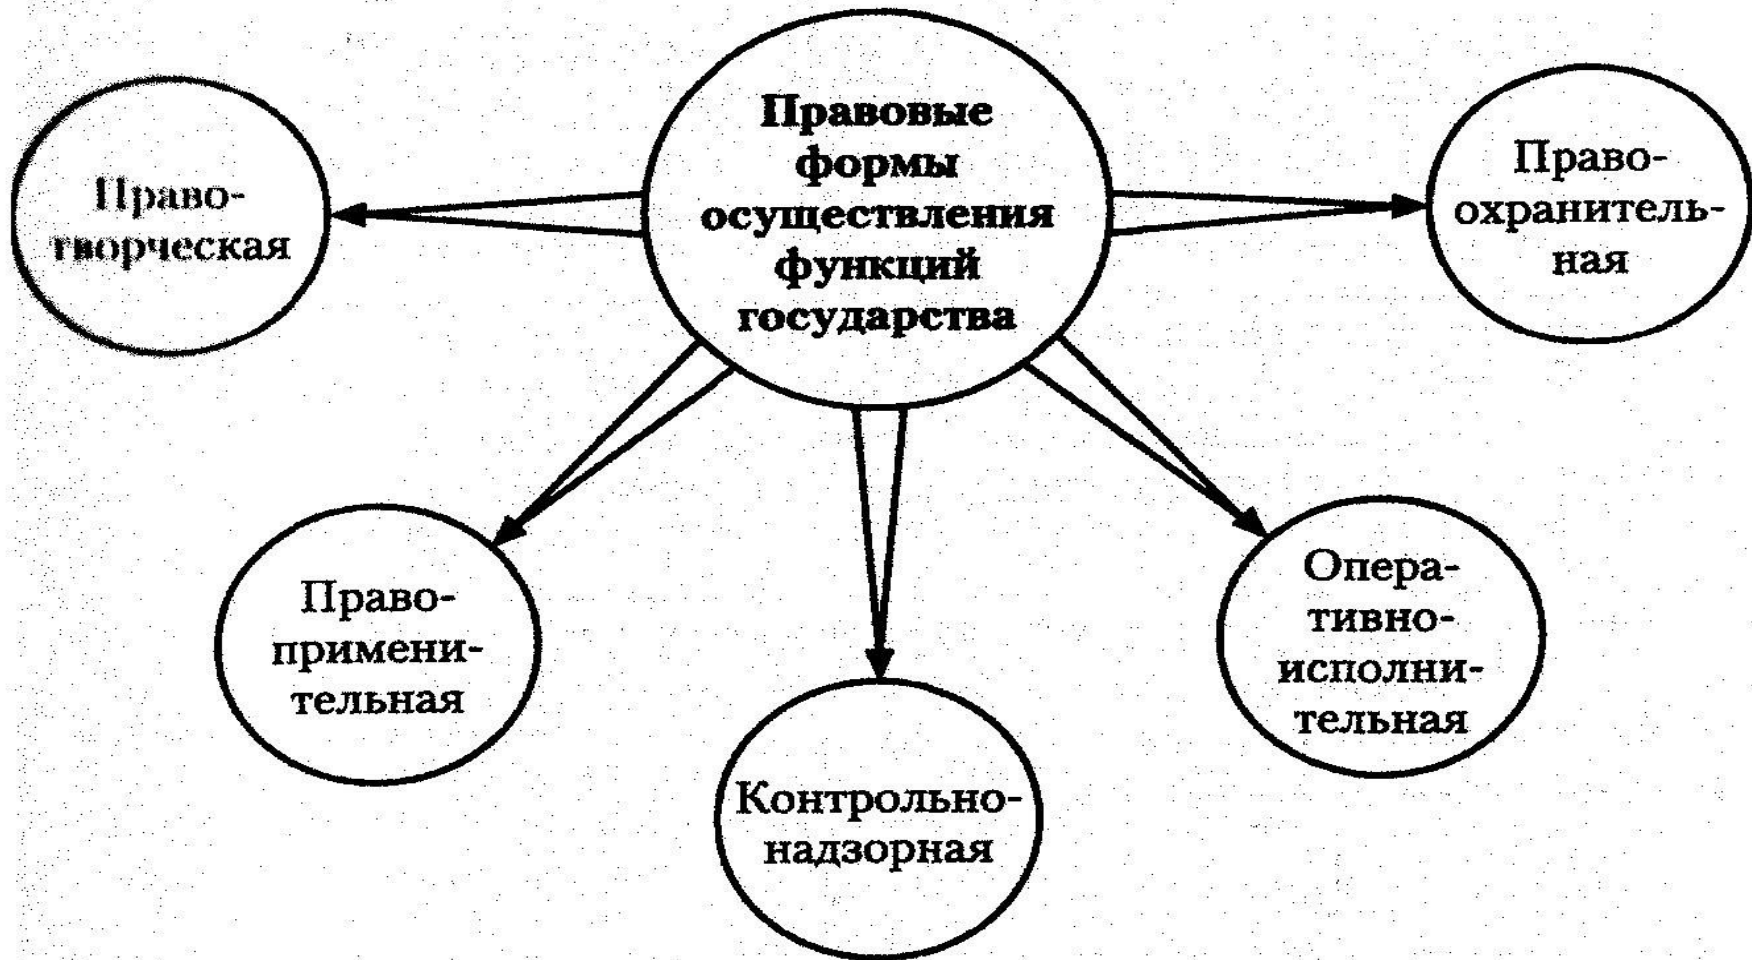 Правовые
формы
осуществления
функций
государства
Право-
творческая
Право-
охранитель-
ная
Право-
примени-
тельная
Опера-
тивно-
исполни-
тельная
Контрольно-
надзорная